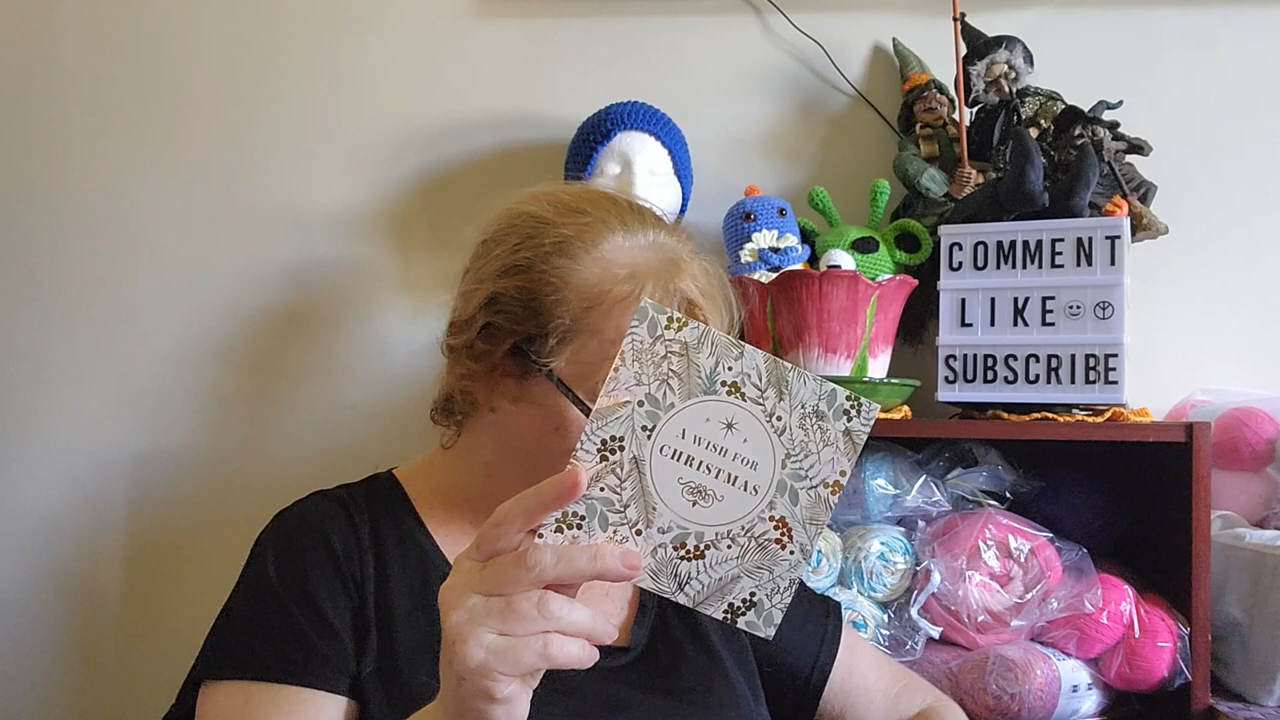 COMMENT
LIKE
SUBSCRIBE
A WISH FOR
CHRISTMAS